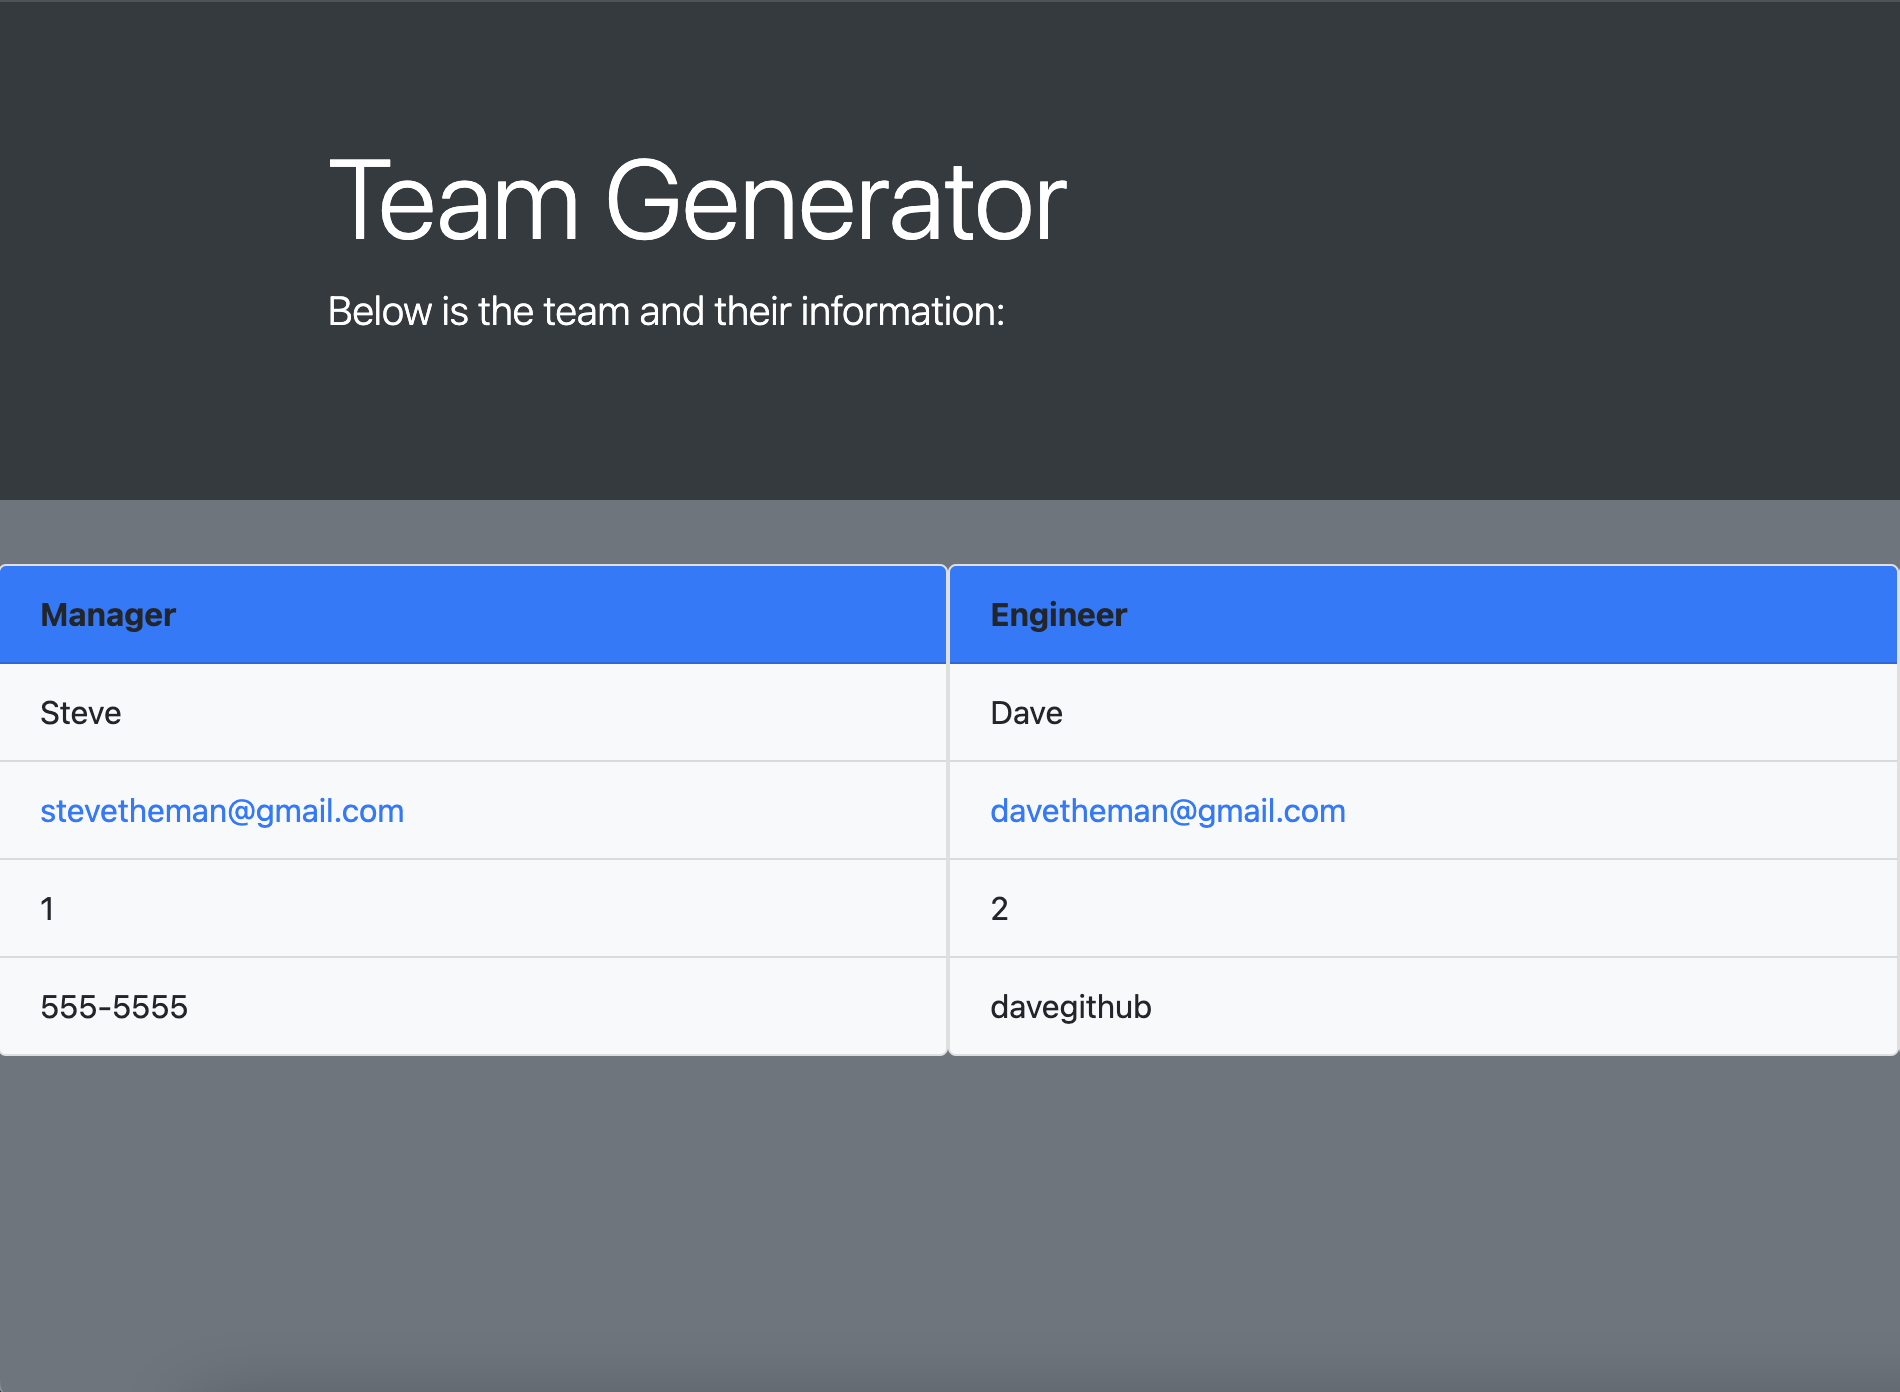 Team Generator
Below is the team and their information:
Manager
Steve
stevetheman@gmail.com
1
555-5555
Engineer
Dave
davetheman@gmail.com
2
davegithub